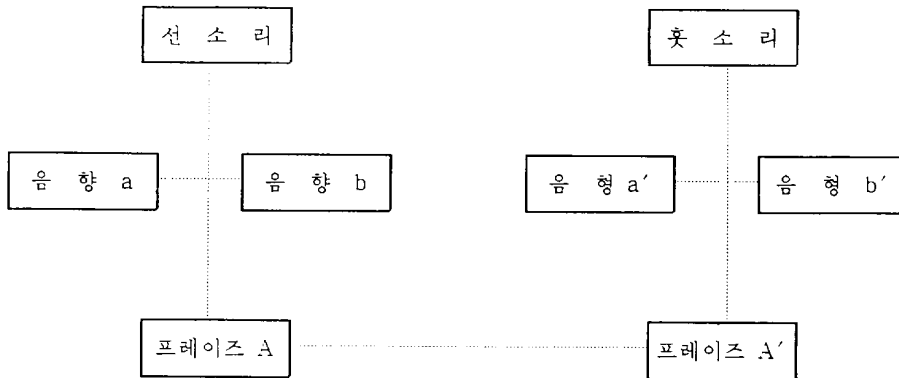 선 소 리
훗 소 리
음 향 a
음 향 b
음 형 a′
음 형 b′
프레이즈 A
프레이즈 A′